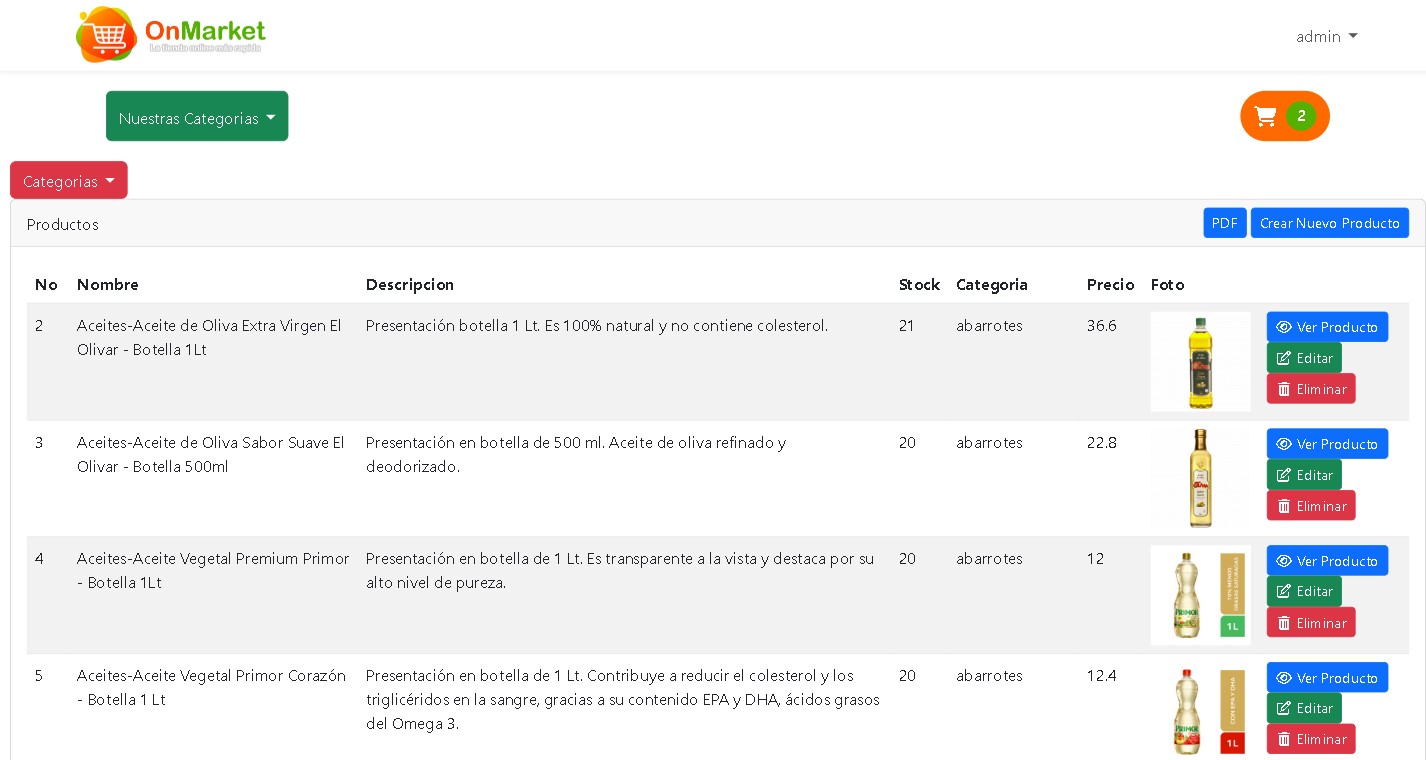 OnMarket
La tienda online más rapida
admin
Nuestras Categorias
2
Categorias
Productos
PDF
Crear Nuevo Producto
No Nombre Descripcion Stock Categoria Precio Foto
2 Aceites-Aceite de Oliva Extra Virgen El Presentación botella 1 Lt. Es 100% natural y no contiene colesterol. 21 abarrotes 36.6 Ver Producto
Olivar - Botella 1Lt Editar
Eliminar
3 Aceites-Aceite de Oliva Sabor Suave El Presentación en botella de 500 ml. Aceite de oliva refinado y 20 abarrotes 22.8 Ver Producto
Olivar - Botella 500ml deodorizado. Editar
Eliminar
4 Aceites-Aceite Vegetal Premium Primor Presentación en botella de 1 Lt. Es transparente a la vista y destaca por su 20 abarrotes 12 Ver Producto
- Botella 1Lt alto nivel de pureza. Editar
PRIMOR
1L
Eliminar
5 Aceites-Aceite Vegetal Primor Corazón Presentación en botella de 1 Lt. Contribuye a reducir el colesterol y los 20 abarrotes 12.4 Ver Producto
- Botella 1 Lt triglicéridos en la sangre, gracias a su contenido EPA y DHA, ácidos grasos Editar
del Omega 3.
CON EPA Y DHA
PRIMOR
1L
Eliminar